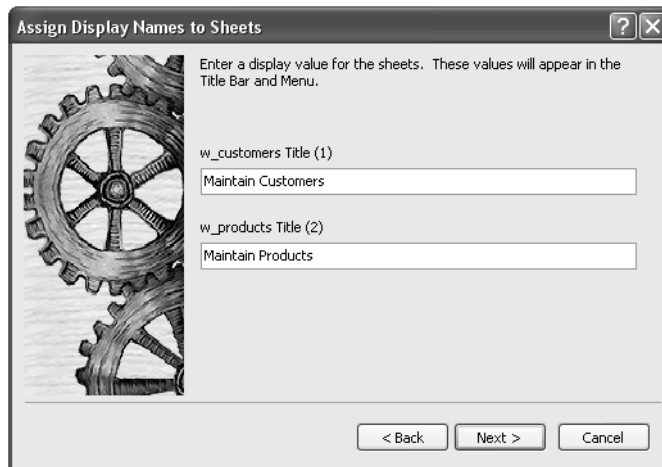 Assign Display Names to Sheets
Enter a display value for the sheets. These values will appear in the
Title Bar and Menu.
w_customers Title (1)
Maintain Customers
w_products Title (2)
Maintain Products
< Back Next > Cancel